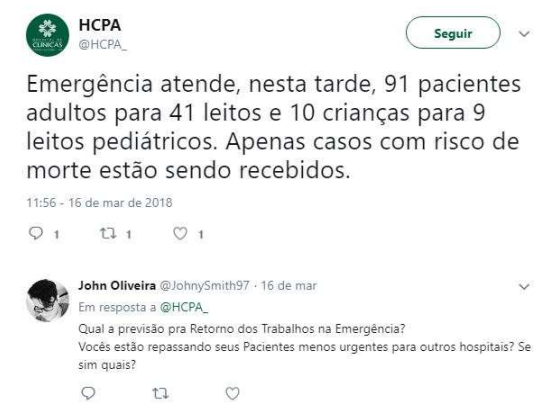 HCPA
@HCPA_
Seguir
HOSPITAL DE
CLÍNICAS
Emergência atende, nesta tarde, 91 pacientes
adultos para 41 leitos e 10 crianças para 9
leitos pediátricos. Apenas casos com risco de
morte estão sendo recebidos.
11:56 - 16 de mar de 2018
1 1 1
John Oliveira @JohnySmith97 · 16 de mar
Em resposta a @HCPA_
Qual a previsão pra Retorno dos Trabalhos na Emergência?
Vocês estão repassando seus Pacientes menos urgentes para outros hospitais? Se
sim quais?